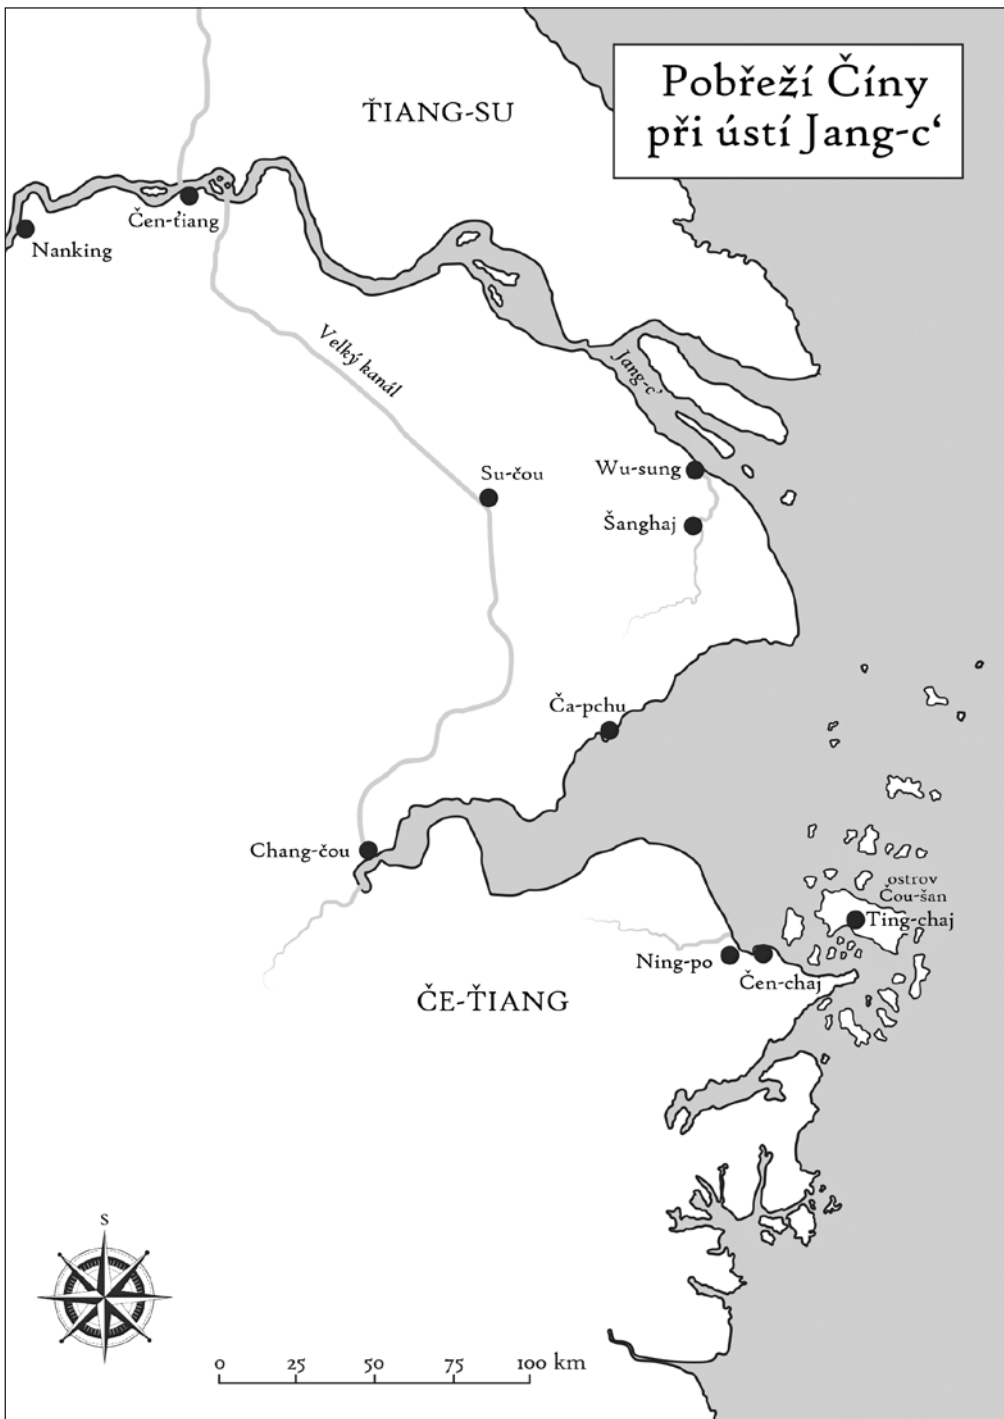 Pobřeží Číny
při ústí Jang-c‘
ŤIANG-SU
Čen-ťiang
Nanking
Velký kanál
Jang-c’
Su-čou
Wu-sung
Šanghaj
Ča-pchu
Chang-čou
ostrov
Čou-šan
Ting-chaj
Ning-po
Čen-chaj
ČE-ŤIANG
S
0 25 50 75 100 km